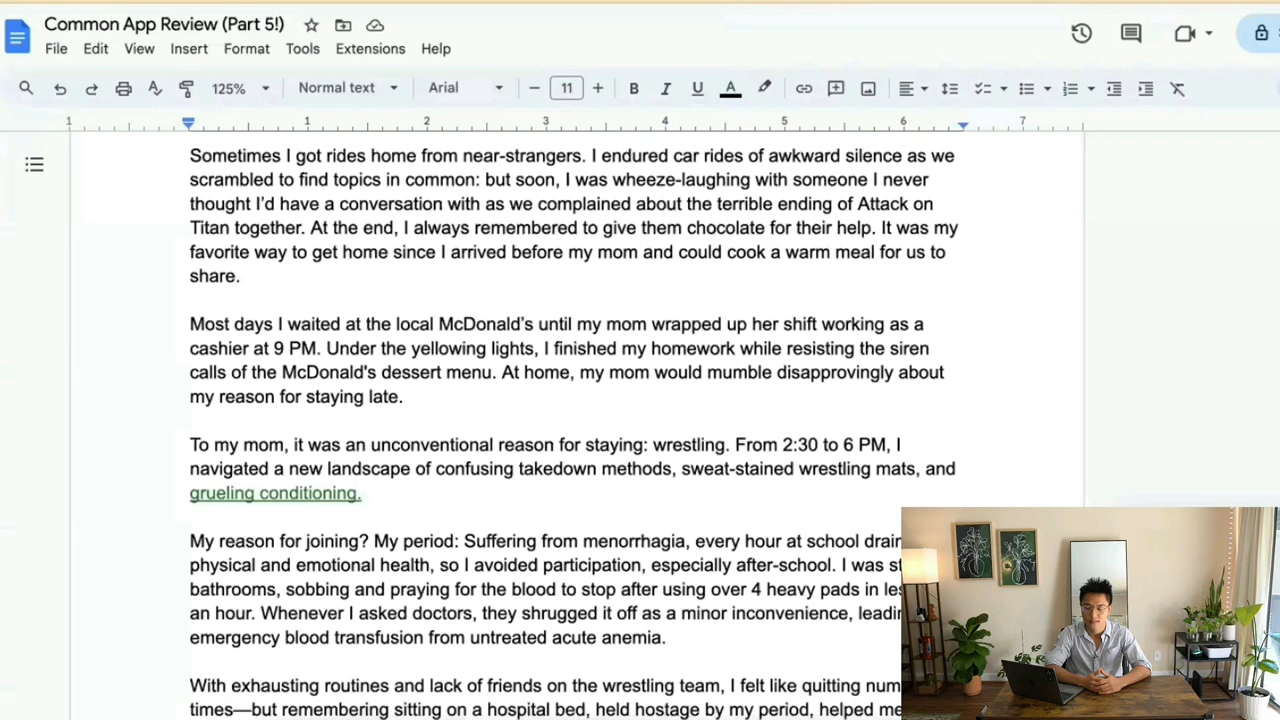 Common App Review (Part 5!)
File Edit View Insert Format Tools Extensions Help
125% Normal text Arial 11
1 1 2 3 4 5 6 7
Sometimes I got rides home from near-strangers. I endured car rides of awkward silence as we
scrambled to find topics in common: but soon, I was wheeze-laughing with someone I never
thought I'd have a conversation with as we complained about the terrible ending of Attack on
Titan together. At the end, I always remembered to give them chocolate for their help. It was my
favorite way to get home since I arrived before my mom and could cook a warm meal for us to
share.
Most days I waited at the local McDonald's until my mom wrapped up her shift working as a
cashier at 9 PM. Under the yellowing lights, I finished my homework while resisting the siren
calls of the McDonald's dessert menu. At home, my mom would mumble disapprovingly about
my reason for staying late.
To my mom, it was an unconventional reason for staying: wrestling. From 2:30 to 6 PM, I
navigated a new landscape of confusing takedown methods, sweat-stained wrestling mats, and
grueling conditioning.
My reason for joining? My period: Suffering from menorrhagia, every hour at school drain
physical and emotional health, so I avoided participation, especially after-school. I was st
bathrooms, sobbing and praying for the blood to stop after using over 4 heavy pads in les
an hour. Whenever I asked doctors, they shrugged it off as a minor inconvenience, leadin
emergency blood transfusion from untreated acute anemia.
With exhausting routines and lack of friends on the wrestling team, I felt like quitting num
times—but remembering sitting on a hospital bed, held hostage by my period, helped me